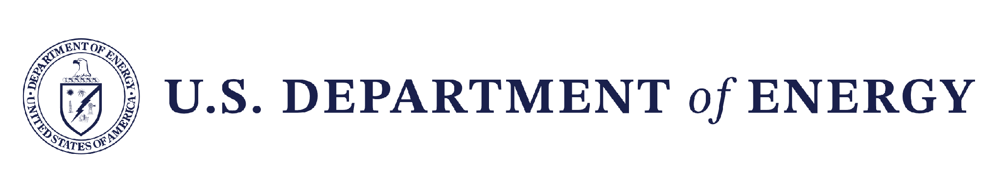 DEPARTMENT OF ENERGY
UNITED STATES OF AMERICA
U.S. DEPARTMENT of ENERGY